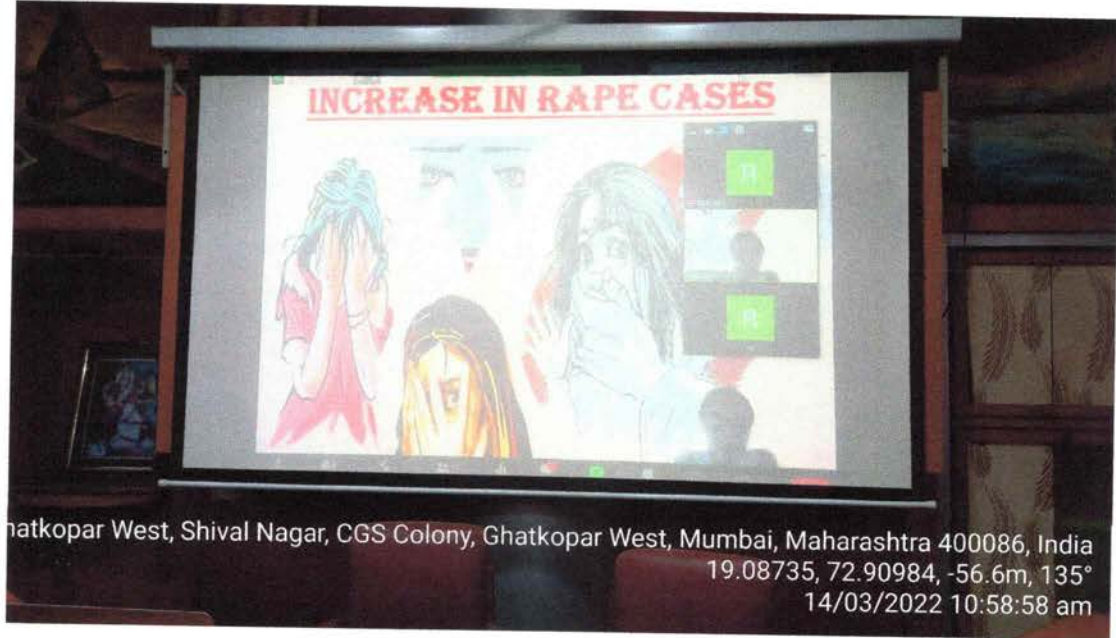 INCREASE IN RAPE CASES
hatkopar West, Shival Nagar, CGS Colony, Ghatkopar West, Mumbai, Maharashtra 400086, India
19.08735, 72.90984, -56.6m, 135°
14/03/2022 10:58:58 am